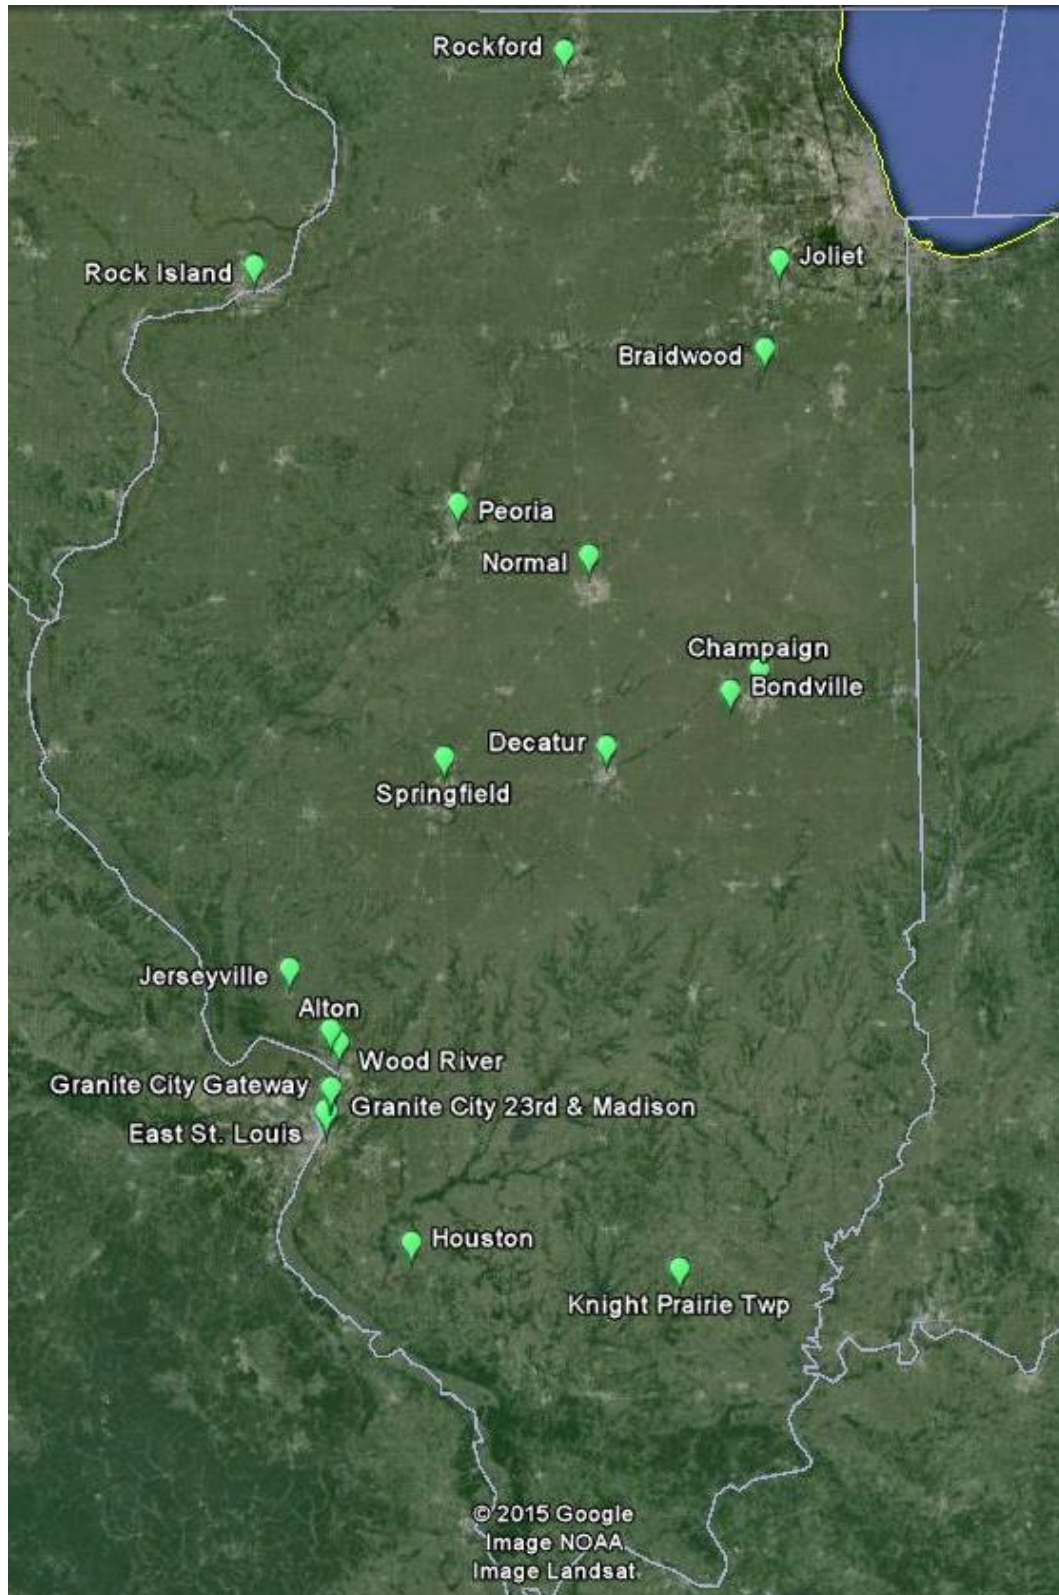 Rockford
Joliet
Rock Island
Braidwood
Peoria
Normal
Champaign
Bondville
Decatur
Springfield
Jerseyville
Alton
Wood River
Granite City Gateway
Granite City 23rd & Madison
East St. Louis
Houston
Knight Prairie Twp
© 2015 Google
Image NOAA
Image Landsat